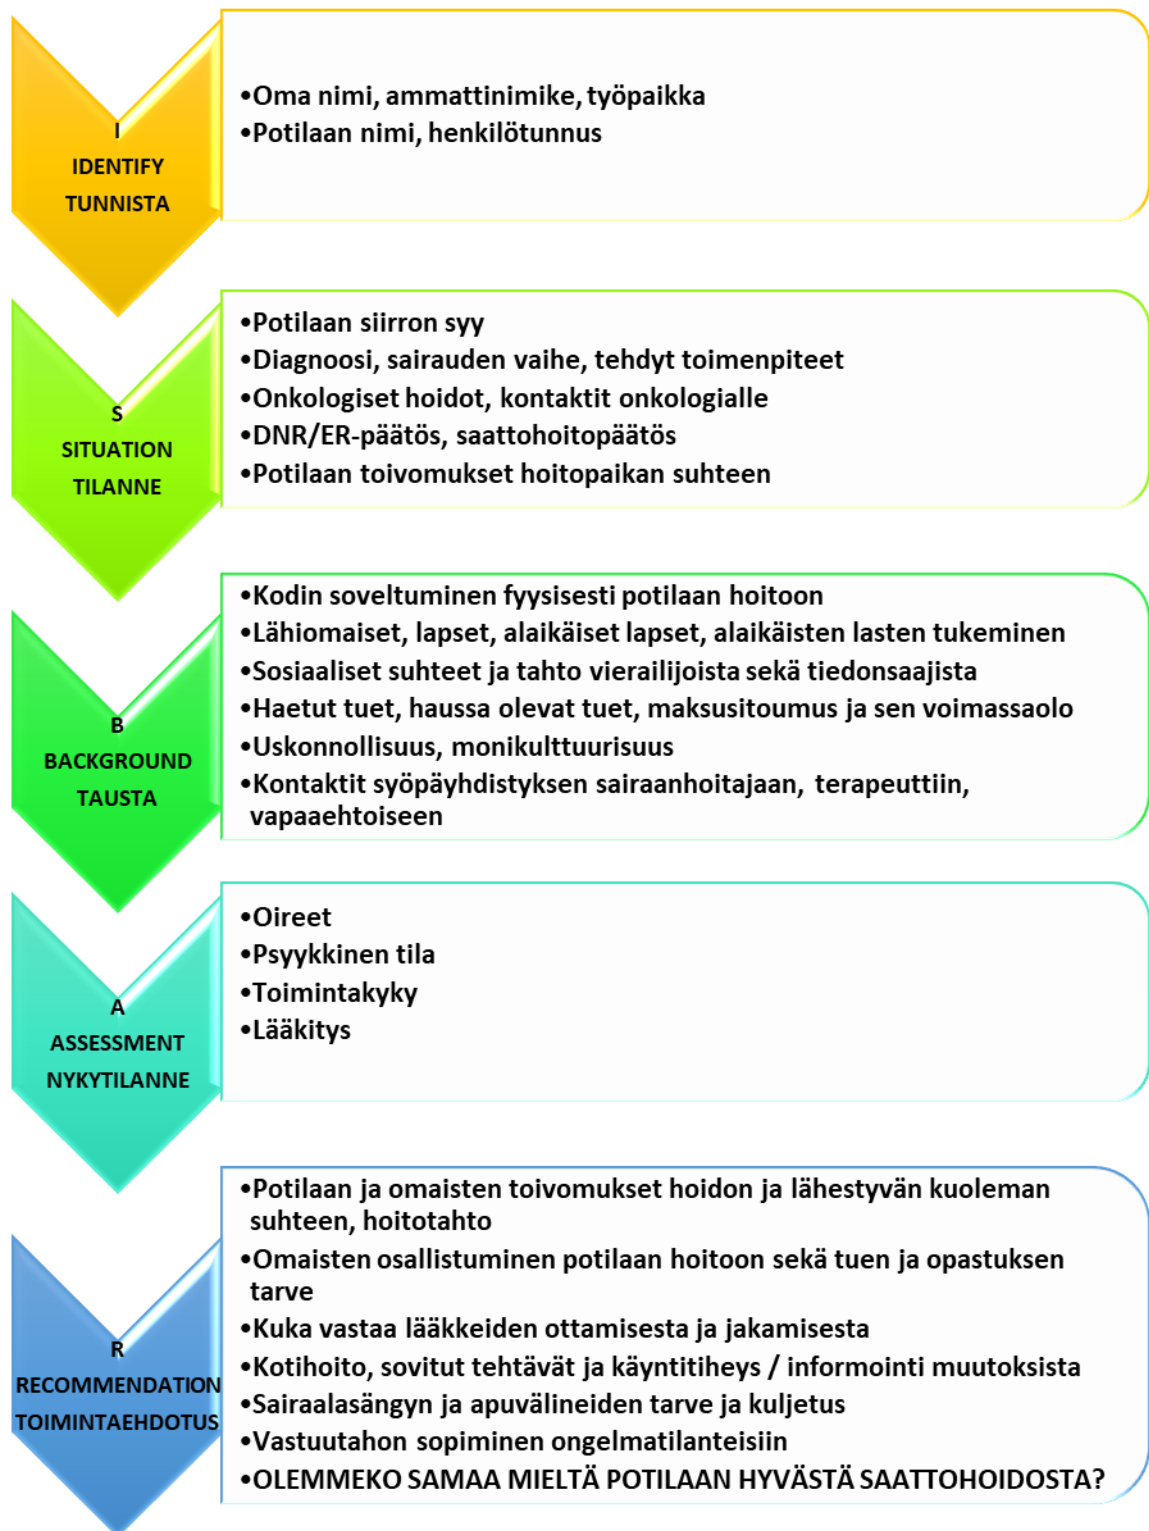 I
IDENTIFY
TUNNISTA
•Oma nimi, ammattinimike, työpaikka
•Potilaan nimi, henkilötunnus
S
SITUATION
TILANNE
•Potilaan siirron syy
•Diagnoosi, sairauden vaihe, tehdyt toimenpiteet
•Onkologiset hoidot, kontaktit onkologialle
•DNR/ER-päätös, saattohoitopäätös
•Potilaan toivomukset hoitopaikan suhteen
B
BACKGROUND
TAUSTA
•Kodin soveltuminen fyysisesti potilaan hoitoon
•Lähiomaiset, lapset, alaikäiset lapset, alaikäisten lasten tukeminen
•Sosiaaliset suhteet ja tahto vierailijoista sekä tiedonsaajista
•Haetut tuet, haussa olevat tuet, maksusitoumus ja sen voimassaolo
•Uskonnollisuus, monikulttuurisuus
•Kontaktit syöpäyhdistyksen sairaanhoitajaan, terapeuttiin,
vapaaehtoiseen
A
ASSESSMENT
NYKYTILANNE
•Oireet
•Psyykkinen tila
•Toimintakyky
•Lääkitys
R
RECOMMENDATION
TOIMINTAEHDOTUS
•Potilaan ja omaisten toivomukset hoidon ja lähestyvän kuoleman
suhteen, hoitotahto
•Omaisten osallistuminen potilaan hoitoon sekä tuen ja opastuksen
tarve
•Kuka vastaa lääkkeiden ottamisesta ja jakamisesta
•Kotihoito, sovitut tehtävät ja käyntitiheys / informointi muutoksista
•Sairaalasängyn ja apuvälineiden tarve ja kuljetus
•Vastuutahon sopiminen ongelmatilanteisiin
•OLEMMEKO SAMAA MIELTÄ POTILAAN HYVÄSTÄ SAATTOHOIDOSTA?